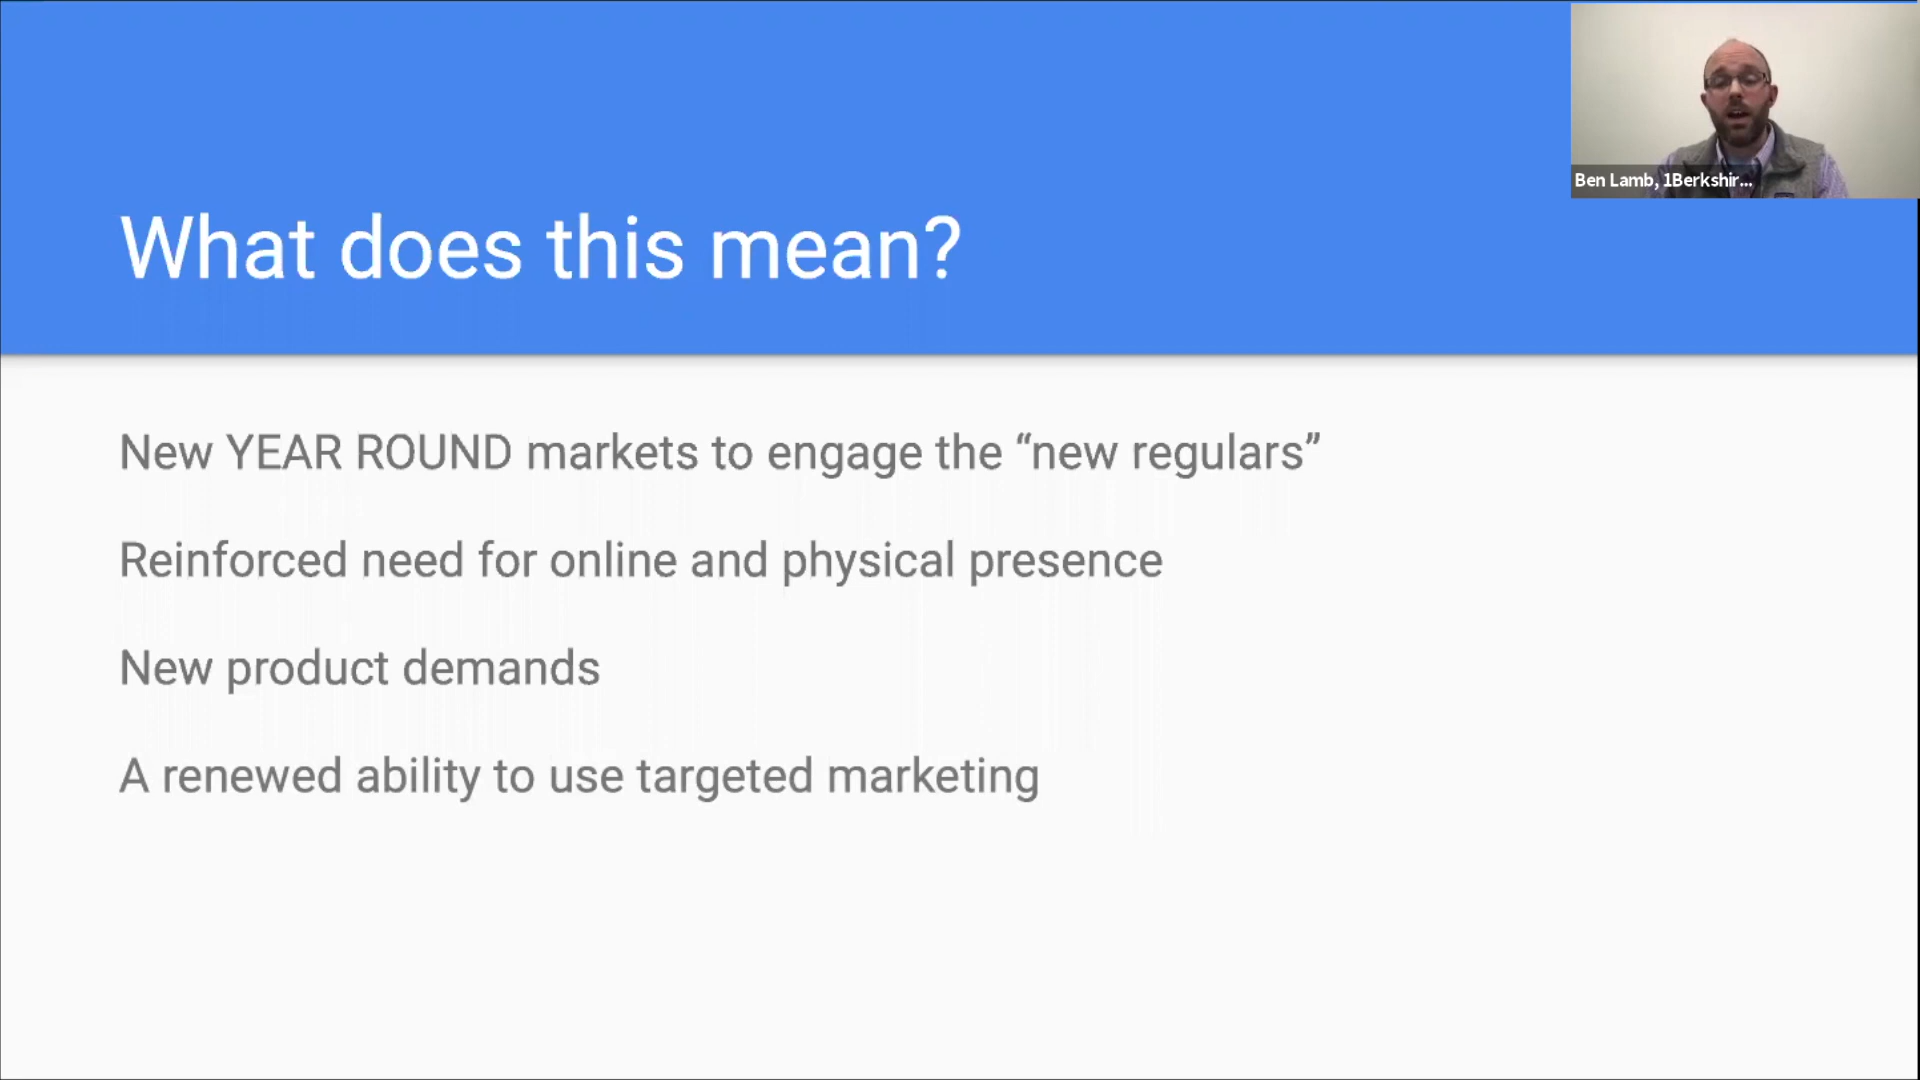 Ben Lamb, 1Berkshir...
What does this mean?
New YEAR ROUND markets to engage the “new regulars”
Reinforced need for online and physical presence
New product demands
A renewed ability to use targeted marketing